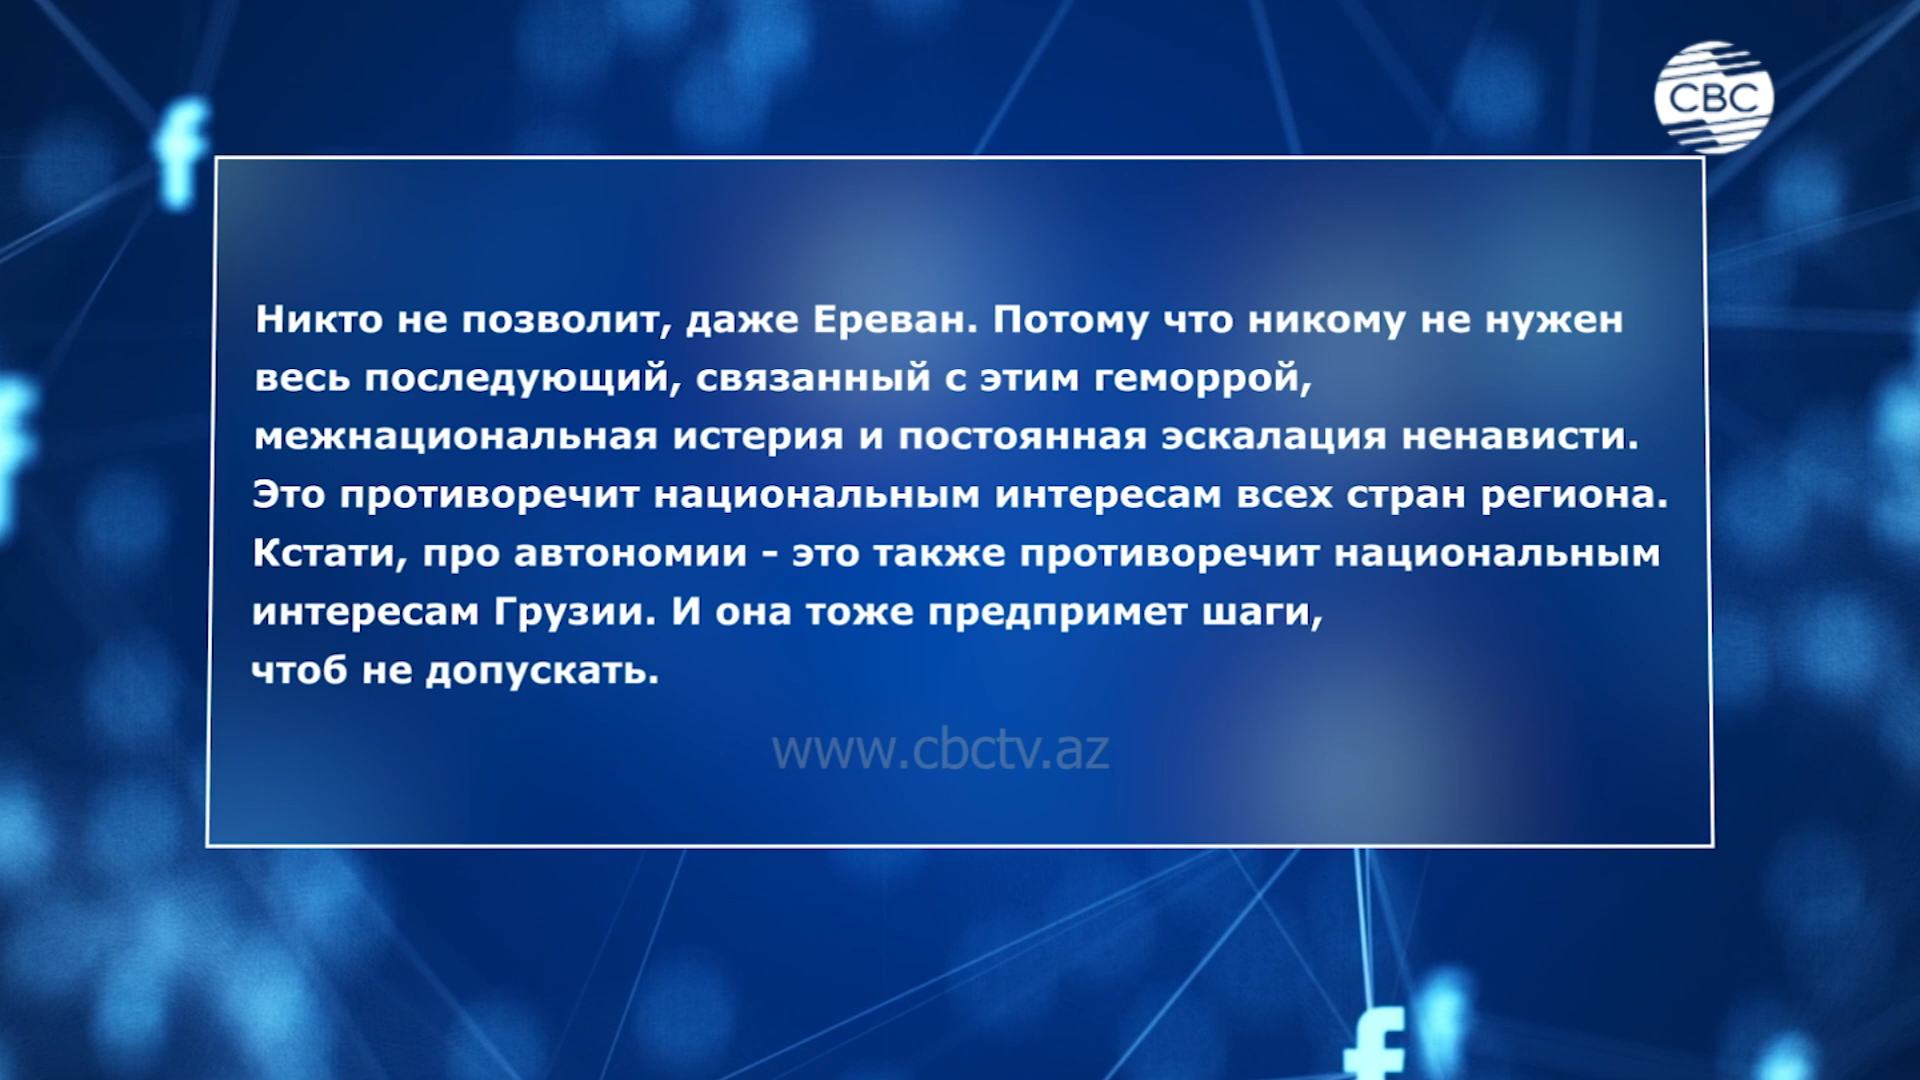 CBC
Никто не позволит, даже Ереван. Потому что никому не нужен
весь последующий, связанный с этим геморрой,
межнациональная истерия и постоянная эскалация ненависти.
Это противоречит национальным интересам всех стран региона.
Кстати, про автономии - это также противоречит национальным
интересам Грузии. И она тоже предпримет шаги,
чтоб не допускать.
www.cbctv.az